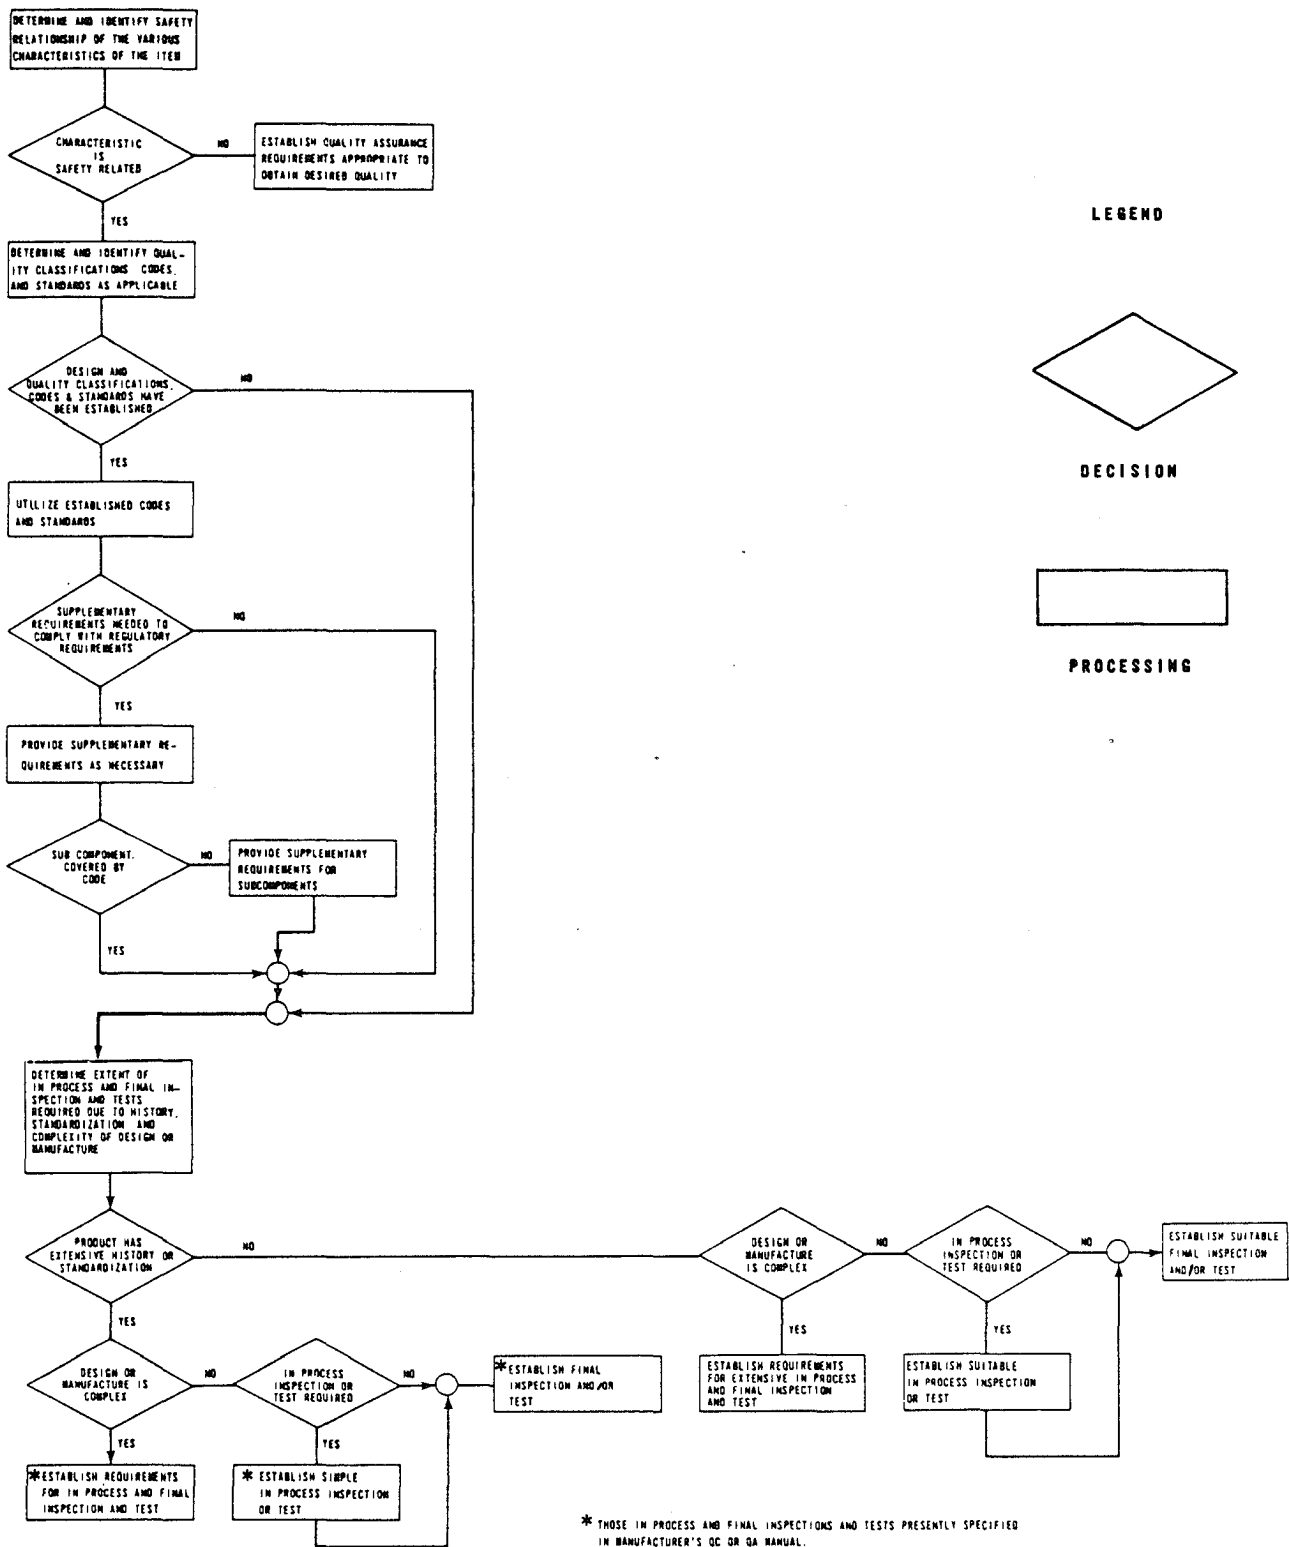 DETERMINE AND IDENTIFY SAFETY
RELATIONSHIP OF THE VARIOUS
CHARACTERISTICS OF THE ITEM
CHARACTERISTIC
IS
SAFETY RELATED
NO
ESTABLISH QUALITY ASSURANCE
REQUIREMENTS APPROPRIATE TO
OBTAIN DESIRED QUALITY
YES
LEGEND
DETERMINE AND IDENTIFY QUAL-
ITY CLASSIFICATIONS CODES,
AND STANDARDS AS APPLICABLE
DESIGN AND
QUALITY CLASSIFICATIONS,
CODES & STANDARDS HAVE
BEEN ESTABLISHED
NO
YES
DECISION
UTILIZE ESTABLISHED CODES
AND STANDARDS
SUPPLEMENTARY
REQUIREMENTS NEEDED TO
COMPLY WITH REGULATORY
REQUIREMENTS
NO
PROCESSING
YES
PROVIDE SUPPLEMENTARY RE-
QUIREMENTS AS NECESSARY
SUB COMPONENT.
COVERED BY
CODE
NO
PROVIDE SUPPLEMENTARY
REQUIREMENTS FOR
SUBCOMPONENTS
YES
DETERMINE EXTENT OF
IN PROCESS AND FINAL IN-
SPECTION AND TESTS
REQUIRED DUE TO HISTORY,
STANDARDIZATION AND
COMPLEXITY OF DESIGN OR
MANUFACTURE
PRODUCT HAS
EXTENSIVE HISTORY OR
STANDARDIZATION
NO
DESIGN OR
MANUFACTURE
IS COMPLEX
NO
IN PROCESS
INSPECTION OR
TEST REQUIRED
NO
ESTABLISH SUITABLE
FINAL INSPECTION
AND/OR TEST
YES
YES
YES
DESIGN OR
MANUFACTURE IS
COMPLEX
NO
IN PROCESS
INSPECTION OR
TEST REQUIRED
NO
* ESTABLISH FINAL
INSPECTION AND/OR
TEST
ESTABLISH REQUIREMENTS
FOR EXTENSIVE IN PROCESS
AND FINAL INSPECTION
AND TEST
ESTABLISH SUITABLE
IN PROCESS INSPECTION
OR TEST
YES
YES
* ESTABLISH REQUIREMENTS
FOR IN PROCESS AND FINAL
INSPECTION AND TEST
* ESTABLISH SIMPLE
IN PROCESS INSPECTION
OR TEST
* THOSE IN PROCESS AND FINAL INSPECTIONS AND TESTS PRESENTLY SPECIFIED
IN MANUFACTURER'S QC OR QA MANUAL.